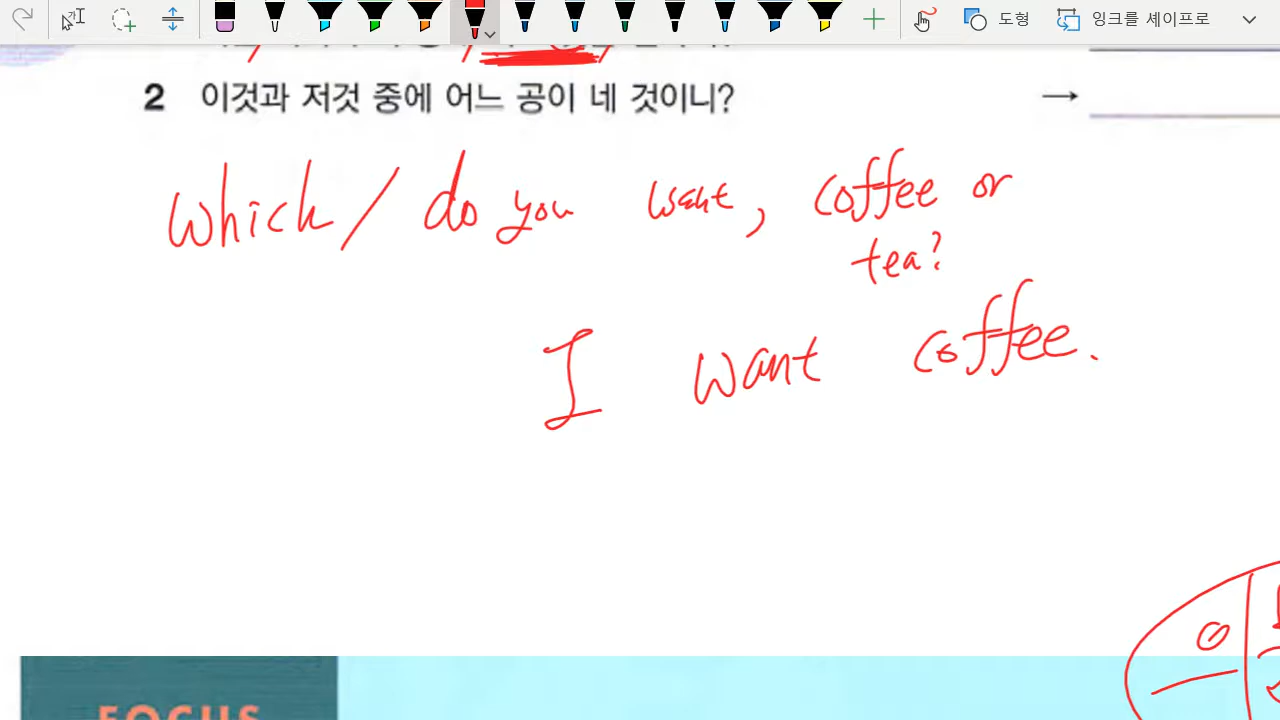 도형
잉크를 셰이프로
2 이것과 저것 중에 어느 공이 네 것이니? →
Which / do you want, coffee or
tea?
I want coffee.
FOCUS